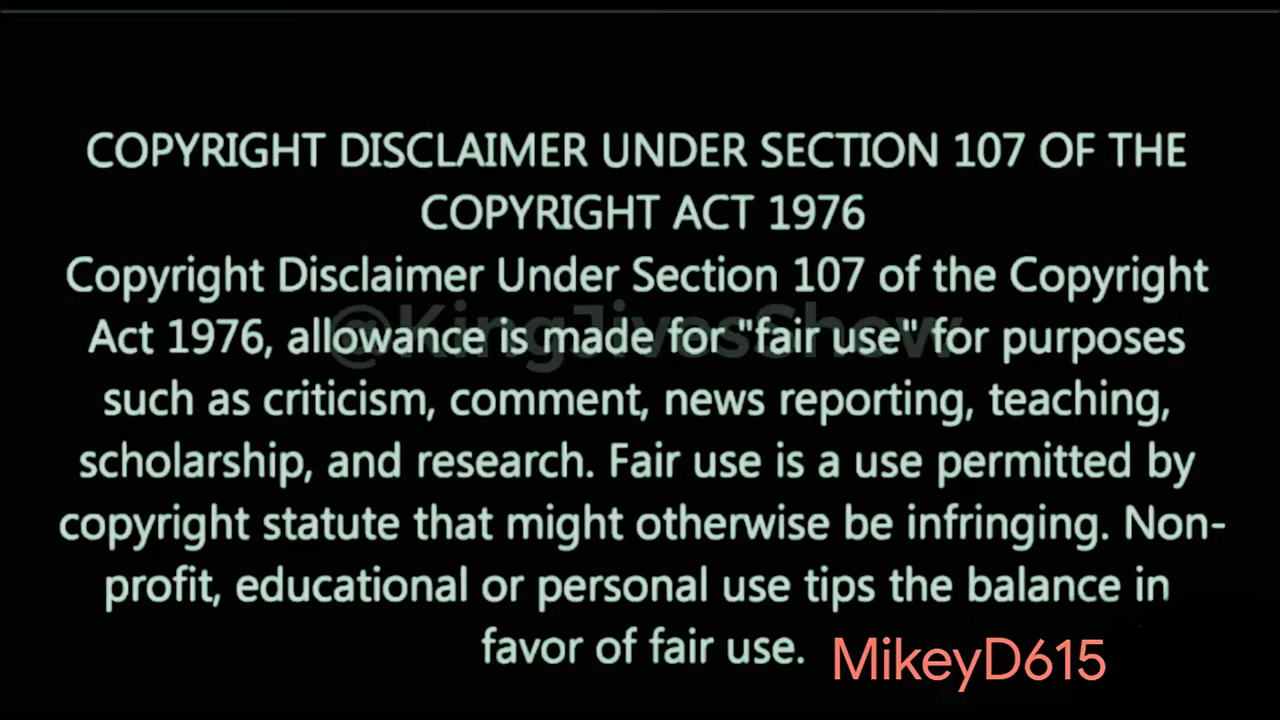 COPYRIGHT DISCLAIMER UNDER SECTION 107 OF THE
COPYRIGHT ACT 1976
Copyright Disclaimer Under Section 107 of the Copyright
@KingJivesShow
Act 1976, allowance is made for "fair use" for purposes
such as criticism, comment, news reporting, teaching,
scholarship, and research. Fair use is a use permitted by
copyright statute that might otherwise be infringing. Non-
profit, educational or personal use tips the balance in
favor of fair use.
MikeyD615